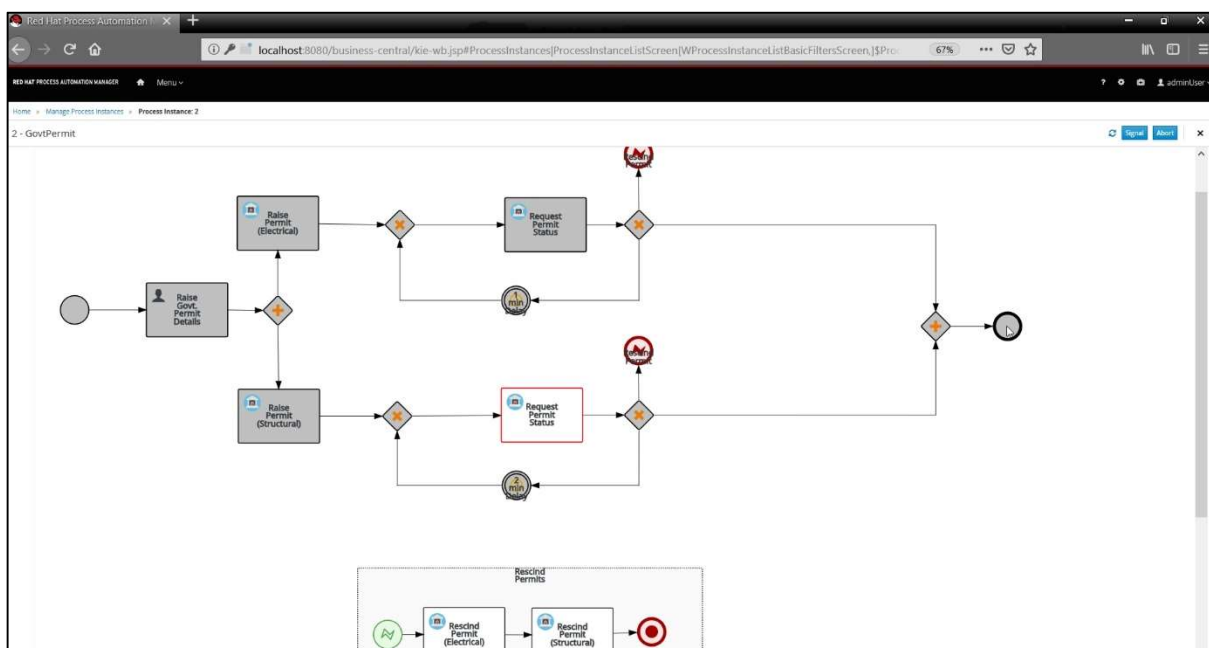 Red Hat Process Automation M
localhost:8080/business-central/kie-wb.jsp#ProcessInstances|ProcessInstanceListScreen[WProcessInstanceListBasicFiltersScreen,]$Proc
67%
RED HAT PROCESS AUTOMATION MANAGER
Menu
? adminUser
Home > Manage Process Instances > Process Instance: 2
2 - GovtPermit
Signal
Abort
Permit
Raise
Permit
(Electrical)
Request
Permit
Status
1
min
Raise
Govt.
Permit
Details
Permit
Raise
Permit
(Structural)
Request
Permit
Status
2
min
Rescind
Permits
Rescind
Permit
(Electrical)
Rescind
Permit
(Structural)